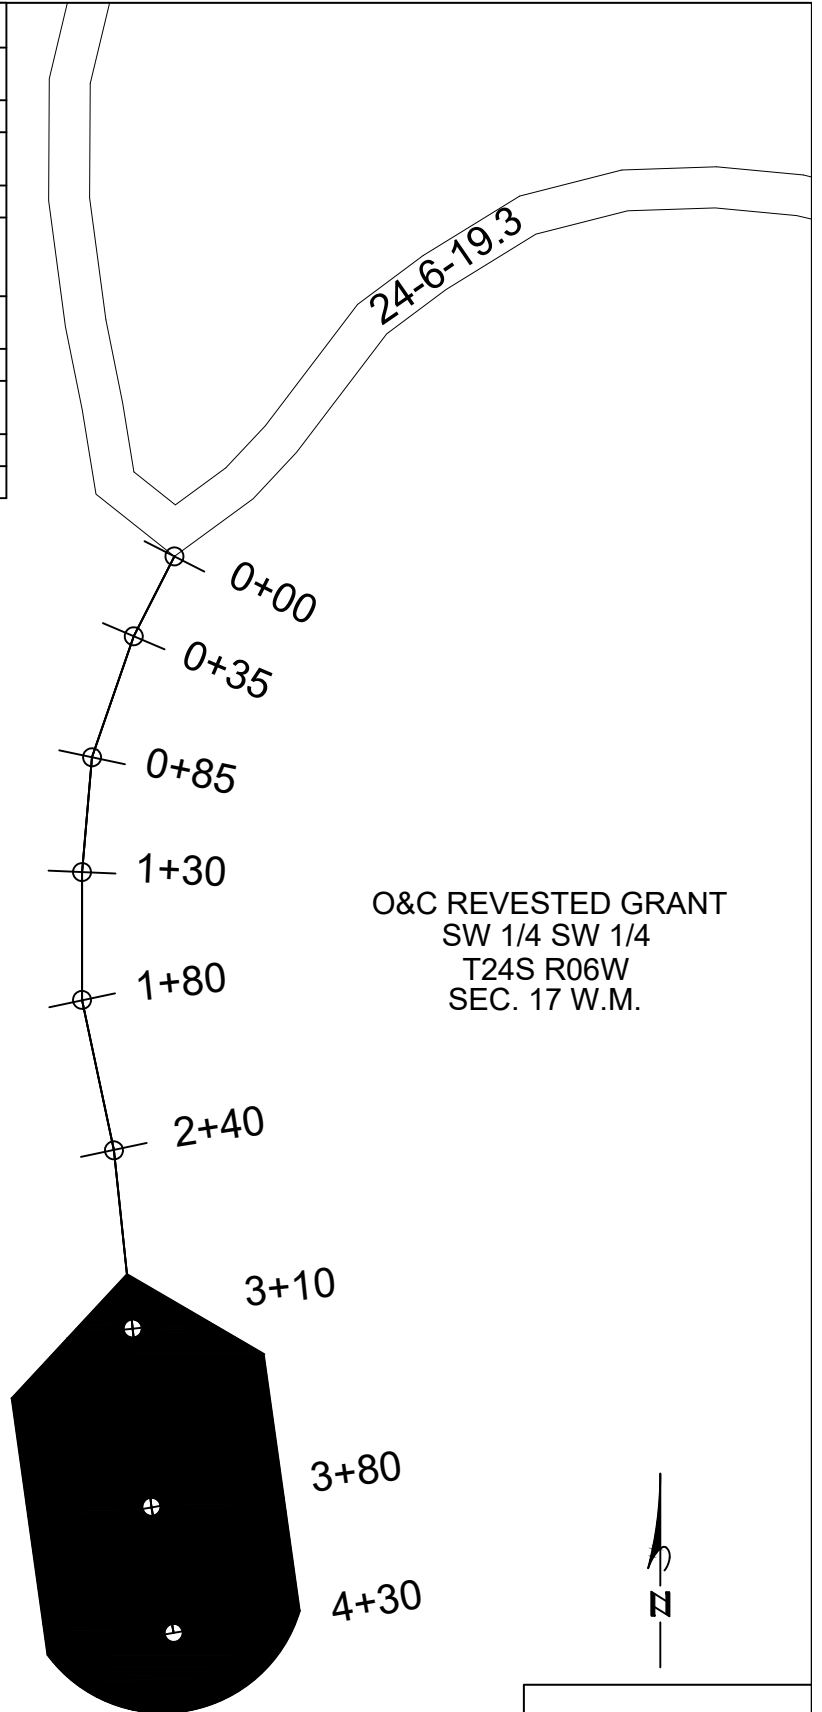 24-6-19.3
0+00
0+35
0+85
1+30
O&C REVESTED GRANT
SW 1/4 SW 1/4
T24S R06W
SEC. 17 W.M.
1+80
2+40
3+10
3+80
4+30
N